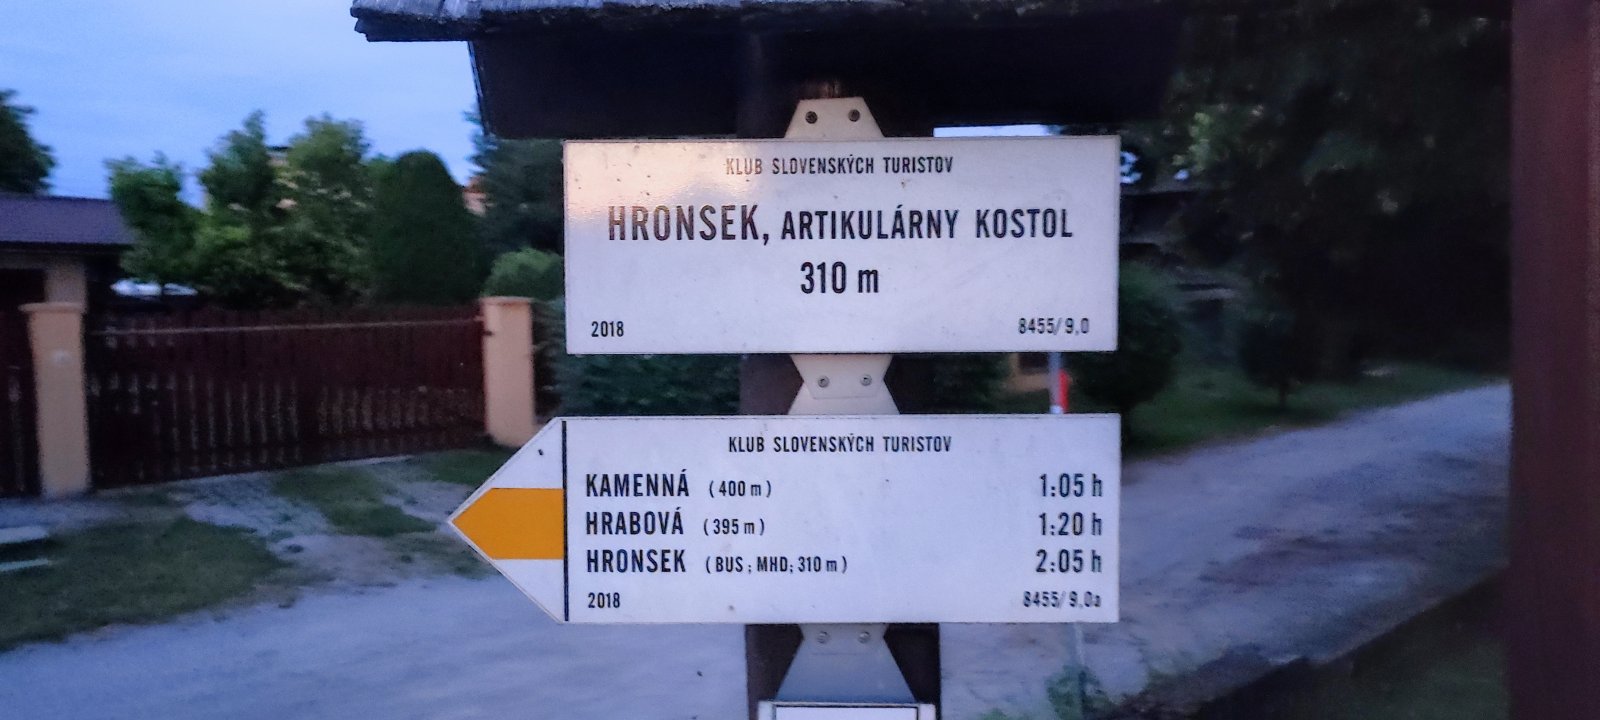 KLUB SLOVENSKÝCH TURISTOV
HRONSEK, ARTIKULÁRNY KOSTOL
310 m
2018 8455/9,0
KLUB SLOVENSKÝCH TURISTOV
KAMENNÁ (400 m) 1:05 h
HRABOVÁ (395 m) 1:20 h
HRONSEK (BUS; MHD; 310 m) 2:05 h
2018 8455/9,0a